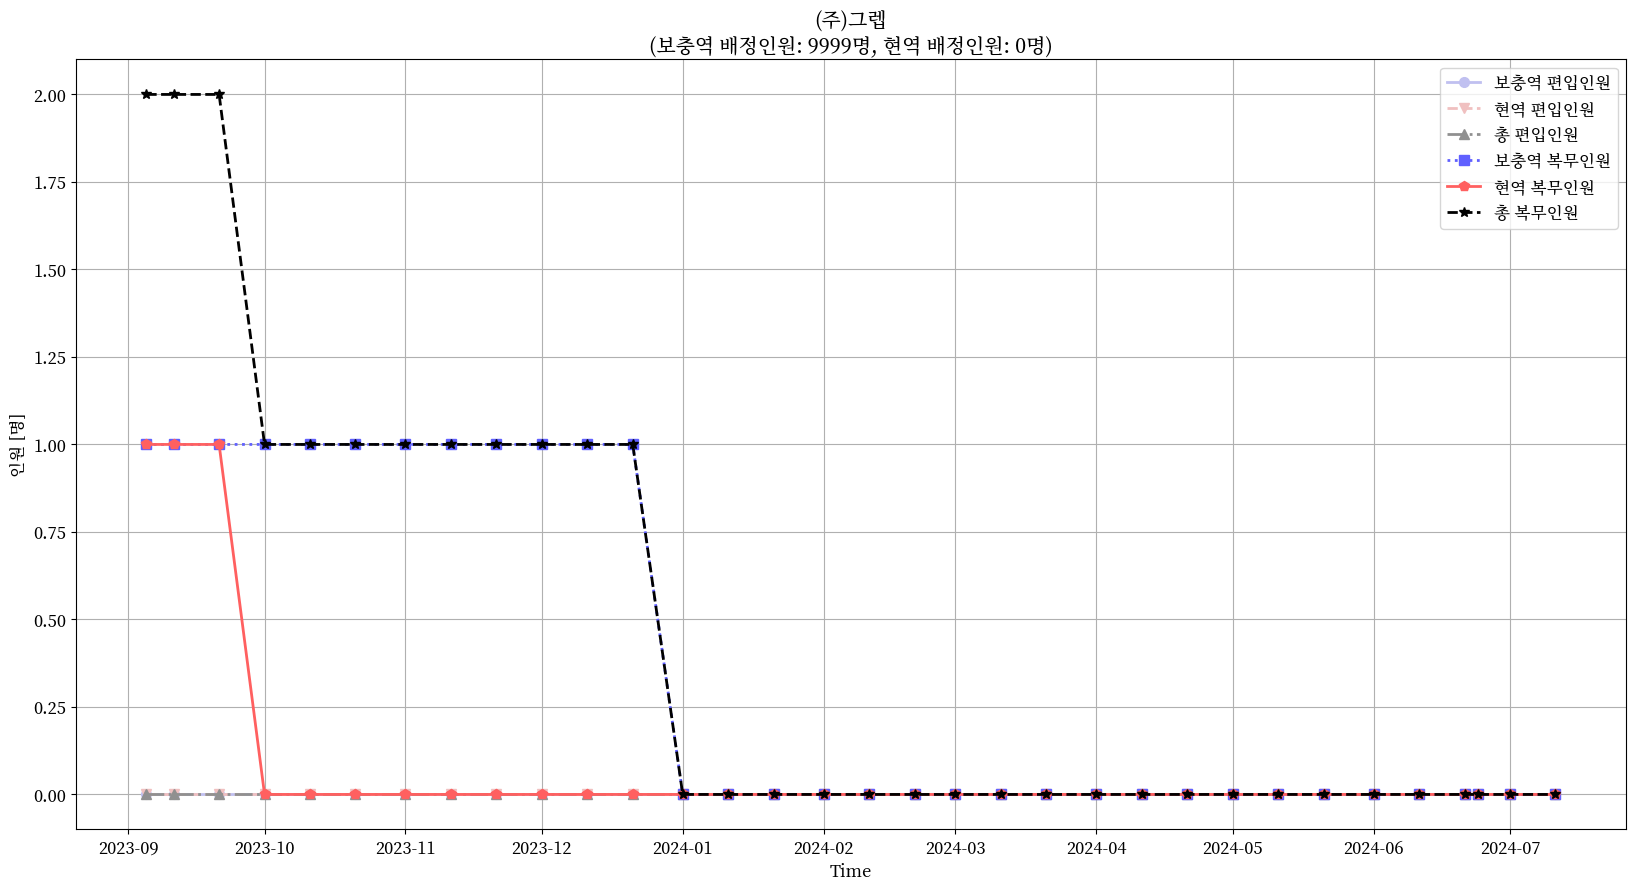 (주)그렙
(보충역 배정인원: 9999명, 현역 배정인원: 0명)
보충역 편입인원
현역 편입인원
총 편입인원
보충역 복무인원
현역 복무인원
총 복무인원
인원 [명]
2.00
1.75
1.50
1.25
1.00
0.75
0.50
0.25
0.00
2023-09
2023-10
2023-11
2023-12
2024-01
2024-02
2024-03
2024-04
2024-05
2024-06
2024-07
Time